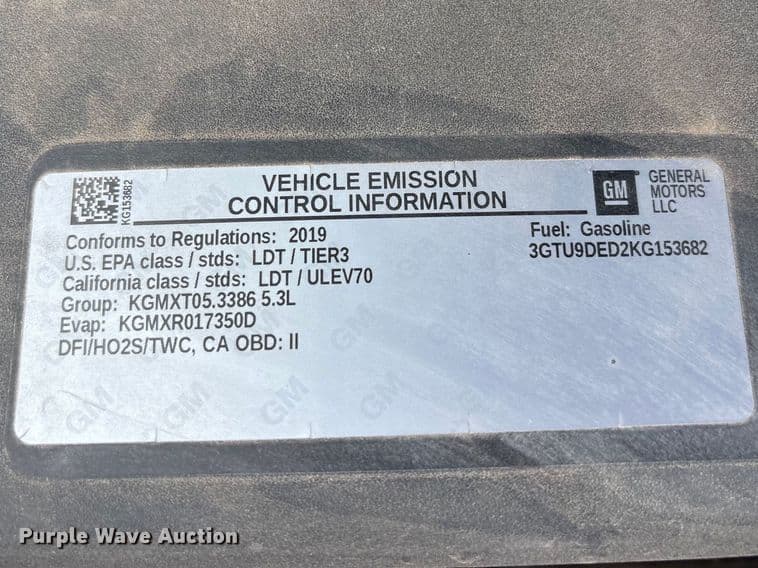 KG153682
VEHICLE EMISSION
CONTROL INFORMATION
GM
GENERAL
MOTORS
LLC
Conforms to Regulations: 2019
U.S. EPA class / stds: LDT / TIER3
California class / stds: LDT / ULEV70
Group: KGMXT05.3386 5.3L
Evap: KGMXR017350D
DFI/HO2S/TWC, CA OBD: II
Fuel: Gasoline
3GTU9DED2KG153682
Purple Wave Auction